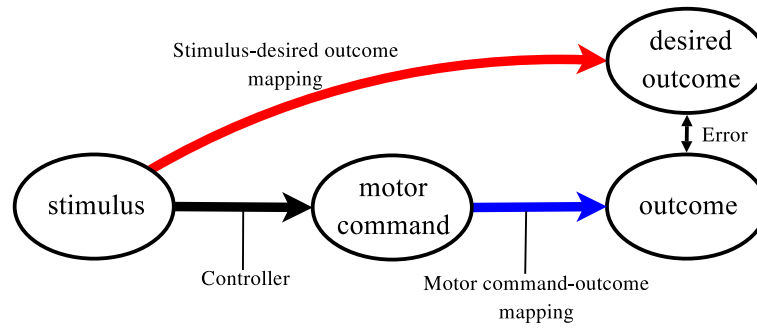 Stimulus-desired outcome
mapping
desired
outcome
Error
stimulus
motor
command
outcome
Controller
Motor command-outcome
mapping